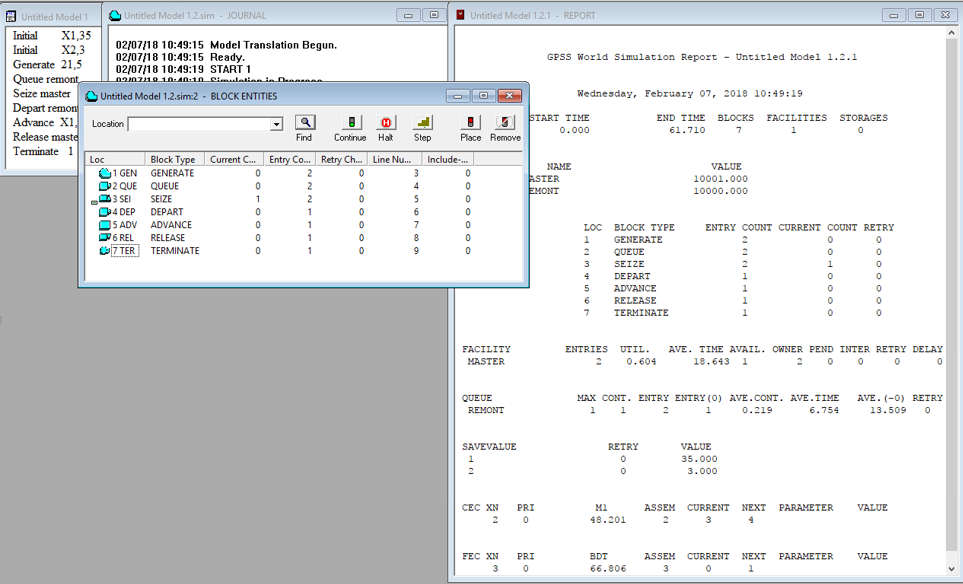 Untitled Model 1
Initial X1,35
Initial X2,3
Generate 21,5
Queue remont
Seize master
Depart remon
Advance X1,
Release maste
Terminate 1
Untitled Model 1.2.sim - JOURNAL
02/07/18 10:49:15 Model Translation Begun.
02/07/18 10:49:15 Ready.
02/07/18 10:49:19 START 1
02/07/18 10:49:19 Simulation in Progress.
Untitled Model 1.2.sim:2 - BLOCK ENTITIES
Location
Find Continue Halt Step Place Remove
Loc Block Type Current C... Entry Co... Retry Ch... Line Nu... Include-...
1 GEN GENERATE 0 2 0 3 0
2 QUE QUEUE 0 2 0 4 0
3 SEI SEIZE 1 2 0 5 0
4 DEP DEPART 0 1 0 6 0
5 ADV ADVANCE 0 1 0 7 0
6 REL RELEASE 0 1 0 8 0
7 TER TERMINATE 0 1 0 9 0
Untitled Model 1.2.1 - REPORT
GPSS World Simulation Report - Untitled Model 1.2.1
Wednesday, February 07, 2018 10:49:19
START TIME END TIME BLOCKS FACILITIES STORAGES
0.000 61.710 7 1 0
NAME VALUE
ASTER 10001.000
REMONT 10000.000
LOC BLOCK TYPE ENTRY COUNT CURRENT COUNT RETRY
1 GENERATE 2 0 0
2 QUEUE 2 0 0
3 SEIZE 2 1 0
4 DEPART 1 0 0
5 ADVANCE 1 0 0
6 RELEASE 1 0 0
7 TERMINATE 1 0 0
FACILITY ENTRIES UTIL. AVE. TIME AVAIL. OWNER PEND INTER RETRY DELAY
MASTER 2 0.604 18.643 1 2 0 0 0 0
QUEUE MAX CONT. ENTRY ENTRY(0) AVE.CONT. AVE.TIME AVE.(-0) RETRY
REMONT 1 1 2 1 0.219 6.754 13.509 0
SAVEVALUE RETRY VALUE
1 0 35.000
2 0 3.000
CEC XN PRI M1 ASSEM CURRENT NEXT PARAMETER VALUE
2 0 48.201 2 3 4
FEC XN PRI BDT ASSEM CURRENT NEXT PARAMETER VALUE
3 0 66.806 3 0 1